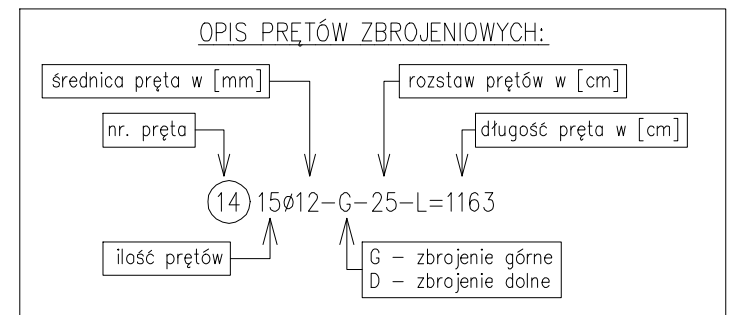 OPIS PRĘTÓW ZBROJENIOWYCH:
średnica pręta w [mm]
rozstaw prętów w [cm]
nr. pręta
długość pręta w [cm]
14 15ø12-G-25-L=1163
ilość prętów
G - zbrojenie górne
D - zbrojenie dolne